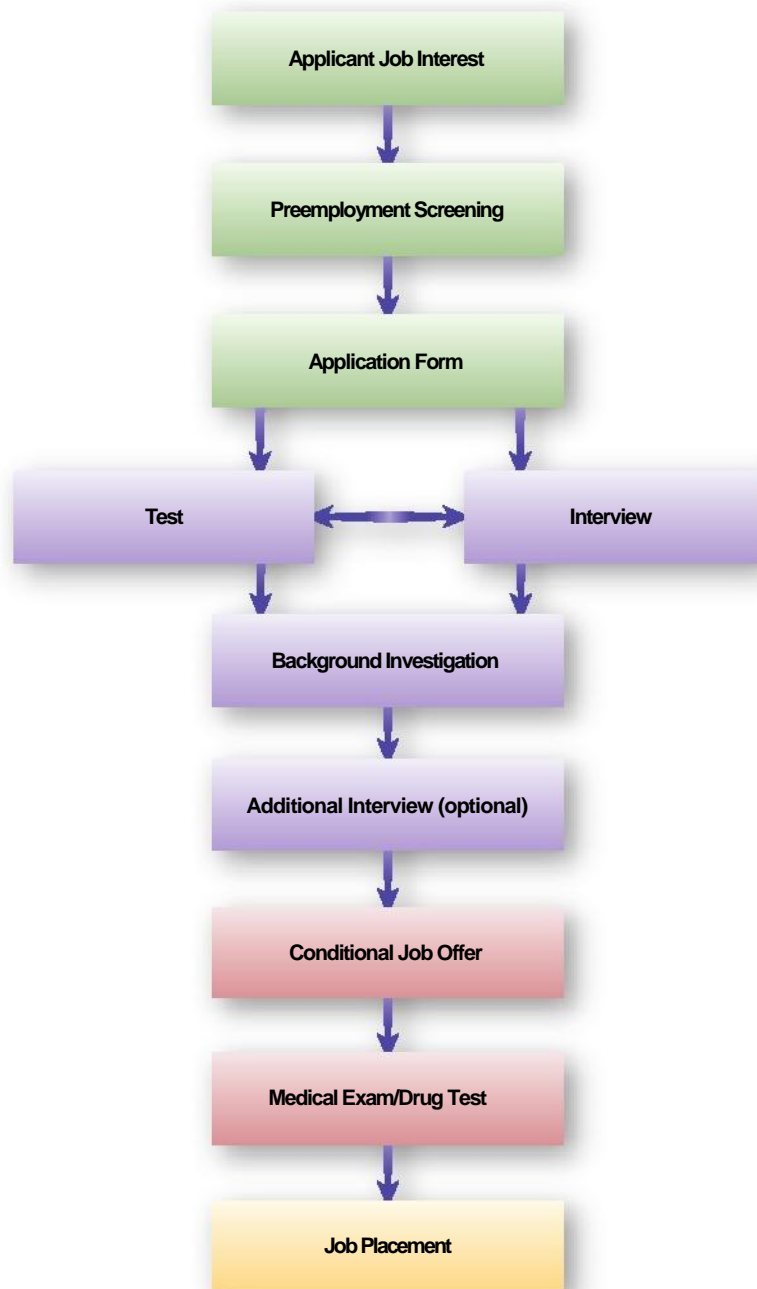 Applicant Job Interest
Preemployment Screening
Application Form
Test
Interview
Background Investigation
Additional Interview (optional)
Conditional Job Offer
Medical Exam/Drug Test
Job Placement